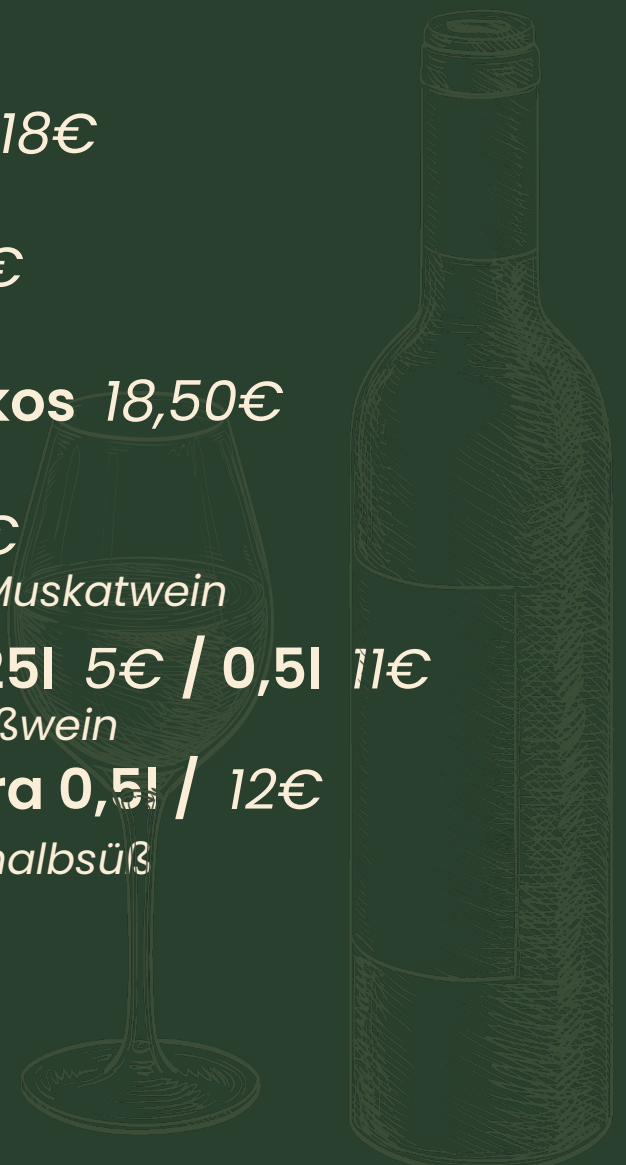 18€
€
kos 18,50€
€
Muskatwein
25l 5€ / 0,5l 11€
ßwein
ra 0,5l / 12€
halbsüß